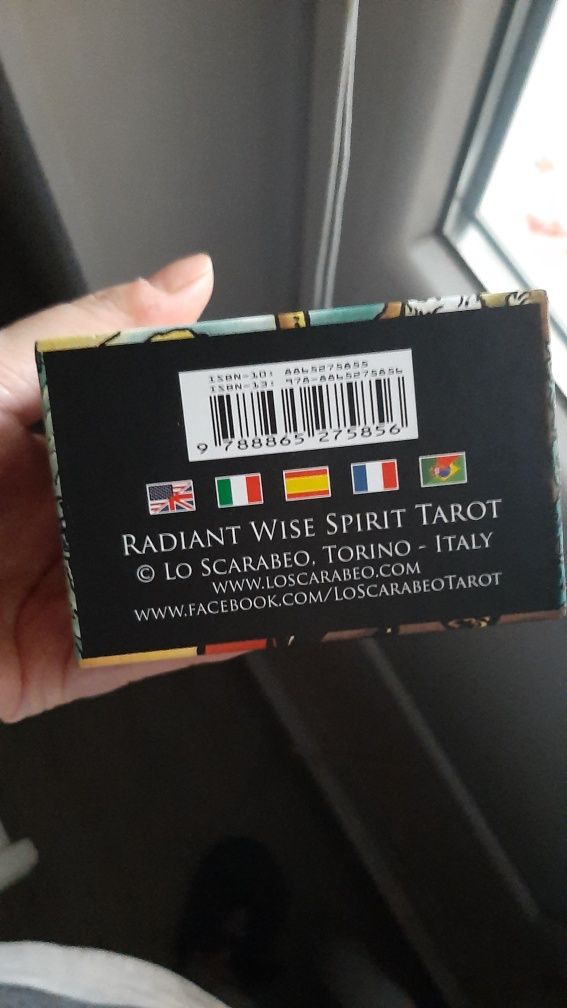 ISBN-10: 8865275855
ISBN-13: 978-8865275856
9 788865 275856
RADIANT WISE SPIRIT TAROT
© LO SCARABEO, TORINO - ITALY
WWW.LOSCARABEO.COM
WWW.FACEBOOK.COM/LOSCARABEOTAROT